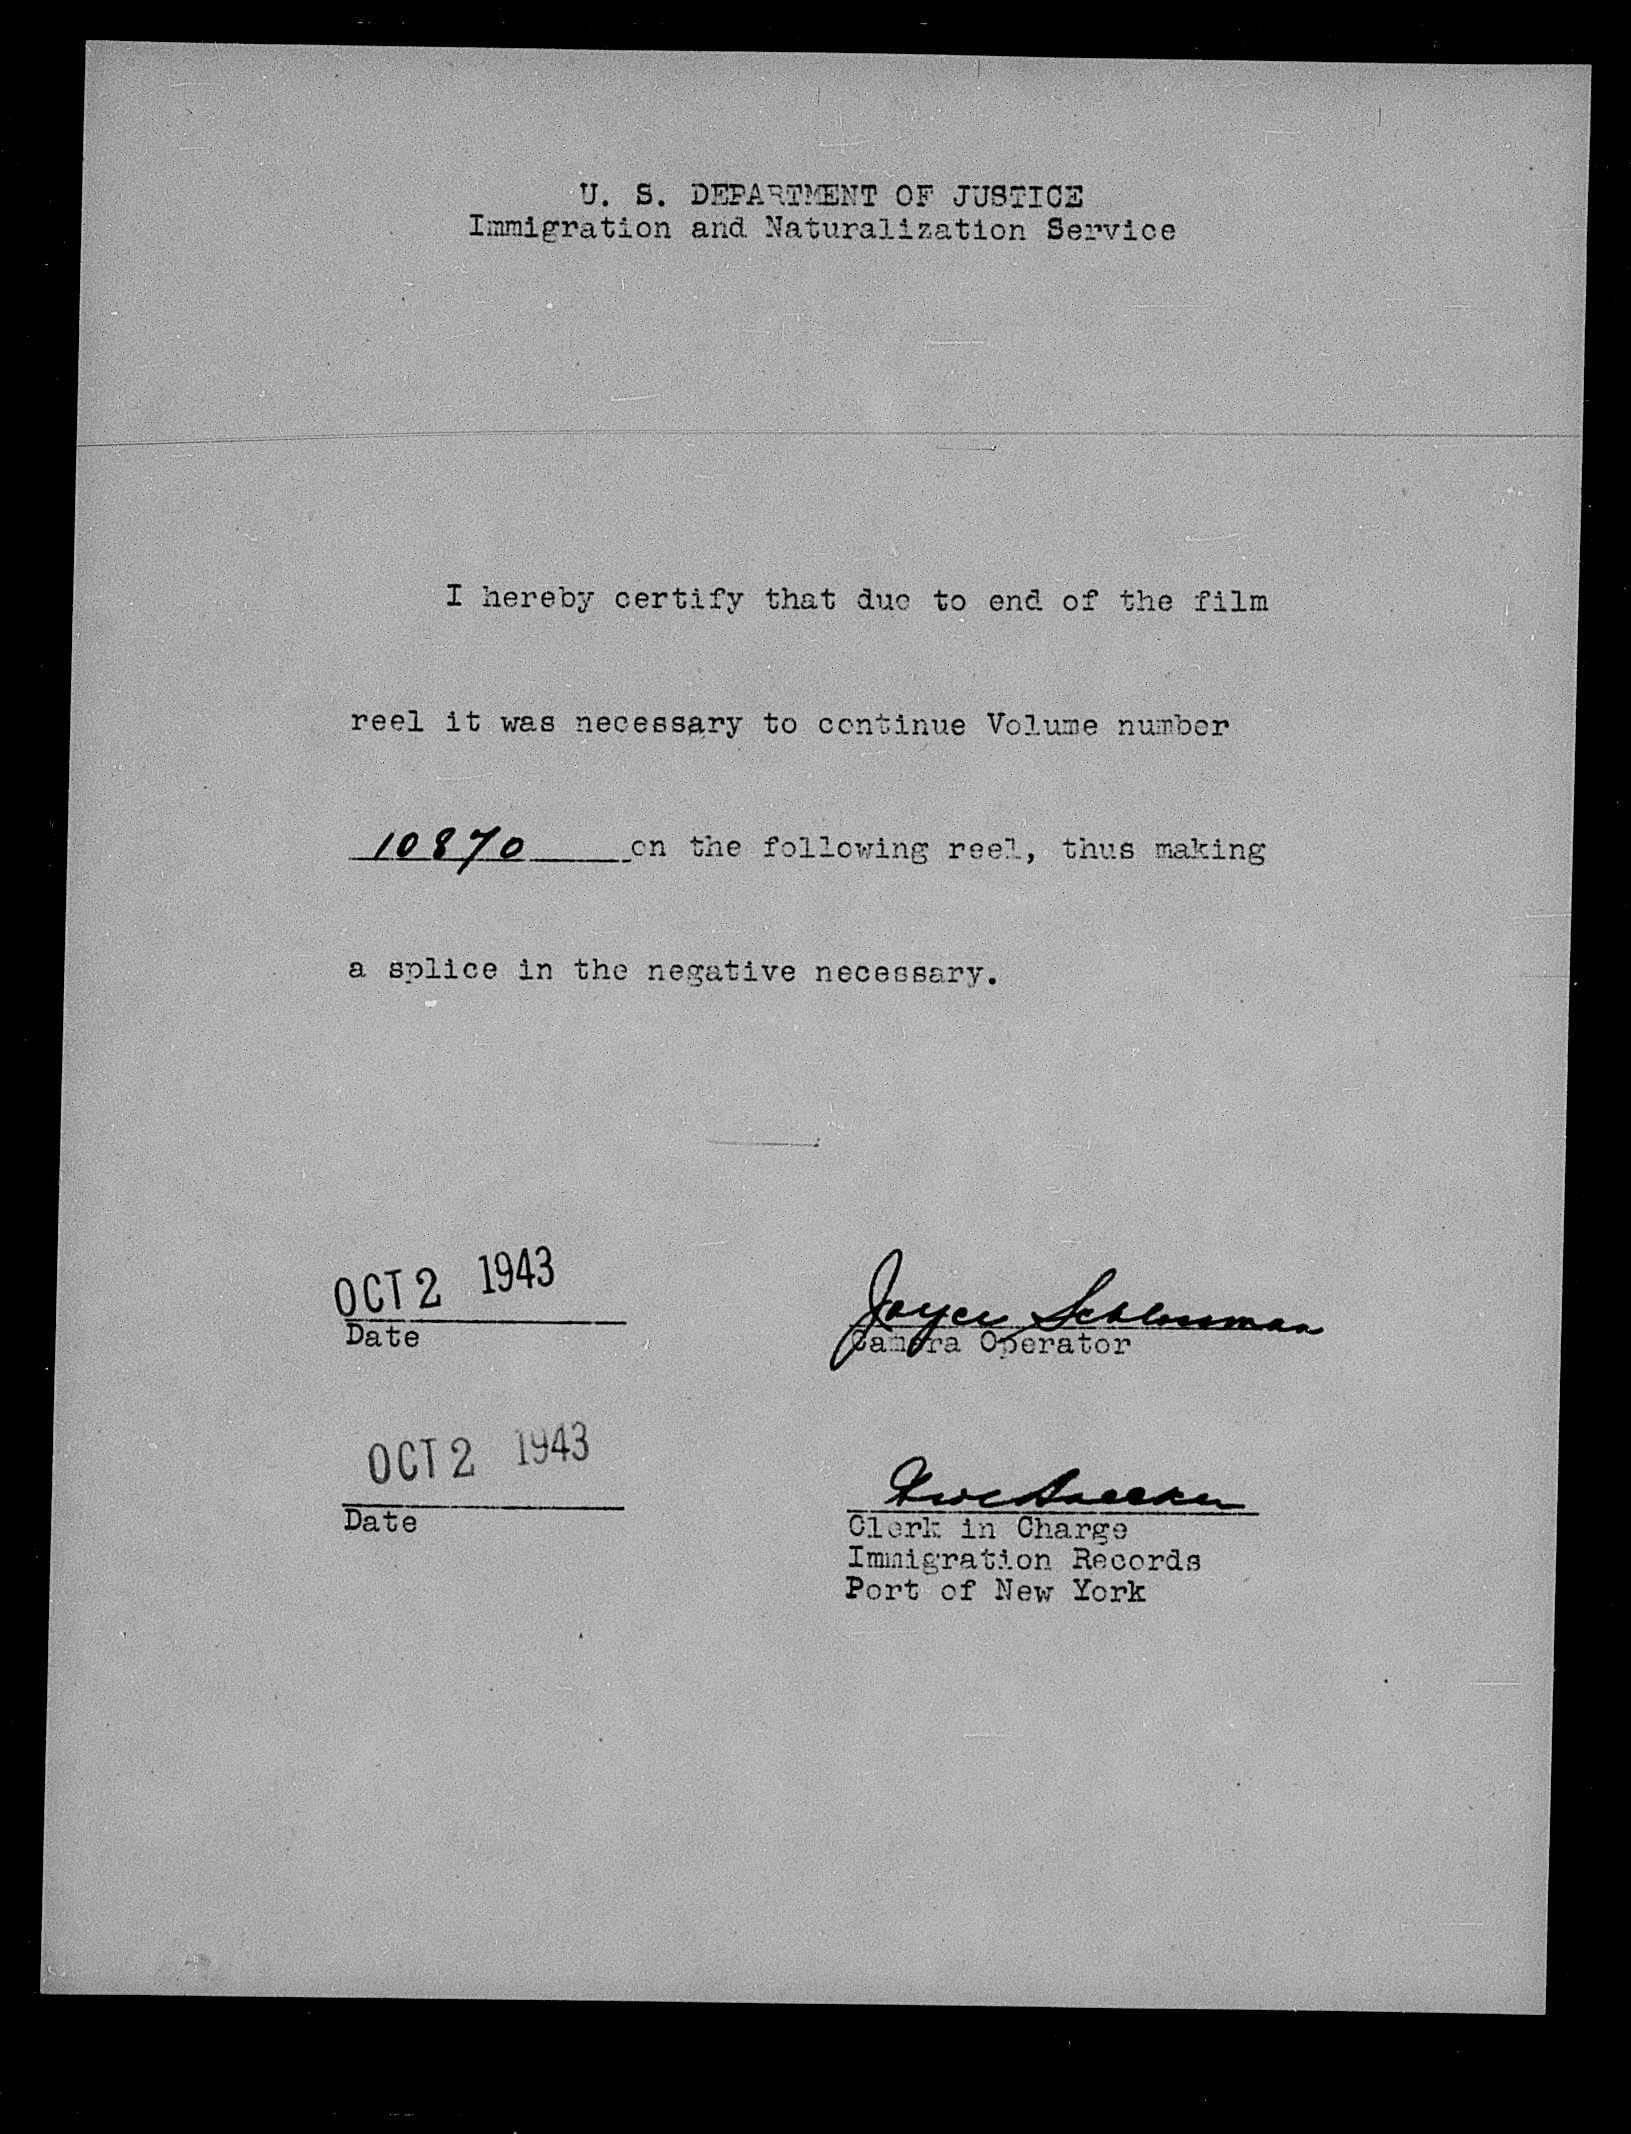 U. S. DEPARTMENT OF JUSTICE
Immigration and Naturalization Service
I hereby certify that due to end of the film
reel it was necessary to continue Volume number
10870 on the following reel, thus making
a splice in the negative necessary.
OCT 2 1943
Date
Joyce Schlossman
Camera Operator
OCT 2 1943
Date
Clerk in Charge
Immigration Records
Port of New York